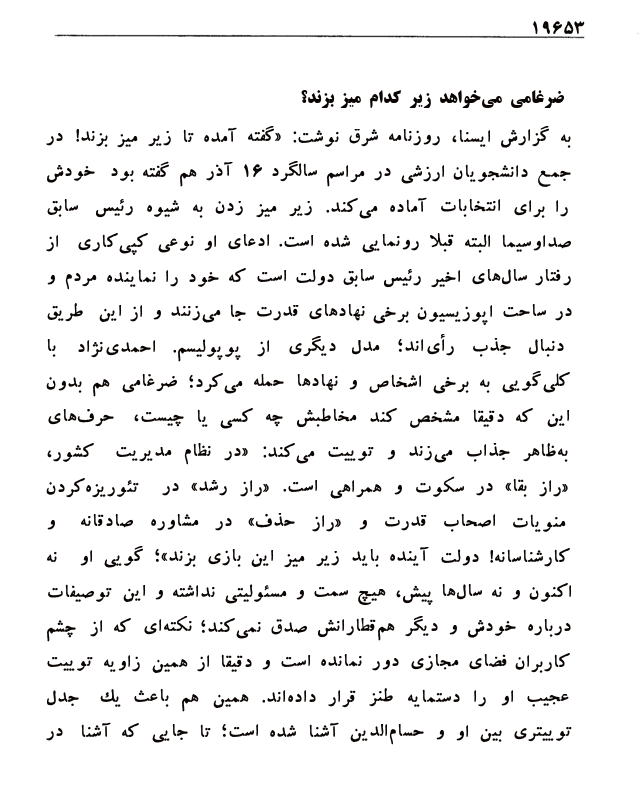 ۱۹۶۵۳
ضرغامی می‌خواهد زیر کدام میز بزند؟
به گزارش ایسنا، روزنامه شرق نوشت: «گفته آمده تا زیر میز بزند! در
جمع دانشجویان ارزشی در مراسم سالگرد ۱۶ آذر هم گفته بود خودش
را برای انتخابات آماده می‌کند. زیر میز زدن به شیوه رئیس سابق
صداوسیما البته قبلا رونمایی شده است. ادعای او نوعی کپی‌کاری از
رفتار سال‌های اخیر رئیس سابق دولت است که خود را نماینده مردم و
در ساحت اپوزیسیون برخی نهادهای قدرت جا می‌زنند و از این طریق
دنبال جذب رأی‌اند؛ مدل دیگری از پوپولیسم. احمدی‌نژاد با
کلی‌گویی به برخی اشخاص و نهادها حمله می‌کرد؛ ضرغامی هم بدون
این که دقیقا مشخص کند مخاطبش چه کسی یا چیست، حرف‌های
به‌ظاهر جذاب می‌زند و توییت می‌کند: «در نظام مدیریت کشور،
«راز بقا» در سکوت و همراهی است. «راز رشد» در تئوریزه‌کردن
منویات اصحاب قدرت و «راز حذف» در مشاوره صادقانه و
کارشناسانه! دولت آینده باید زیر میز این بازی بزند»؛ گویی او نه
اکنون و نه سال‌ها پیش، هیچ سمت و مسئولیتی نداشته و این توصیفات
درباره خودش و دیگر هم‌قطارانش صدق نمی‌کند؛ نکته‌ای که از چشم
کاربران فضای مجازی دور نمانده است و دقیقا از همین زاویه توییت
عجیب او را دستمایه طنز قرار داده‌اند. همین هم باعث یك جدل
توییتری بین او و حسام‌الدین آشنا شده است؛ تا جایی که آشنا در